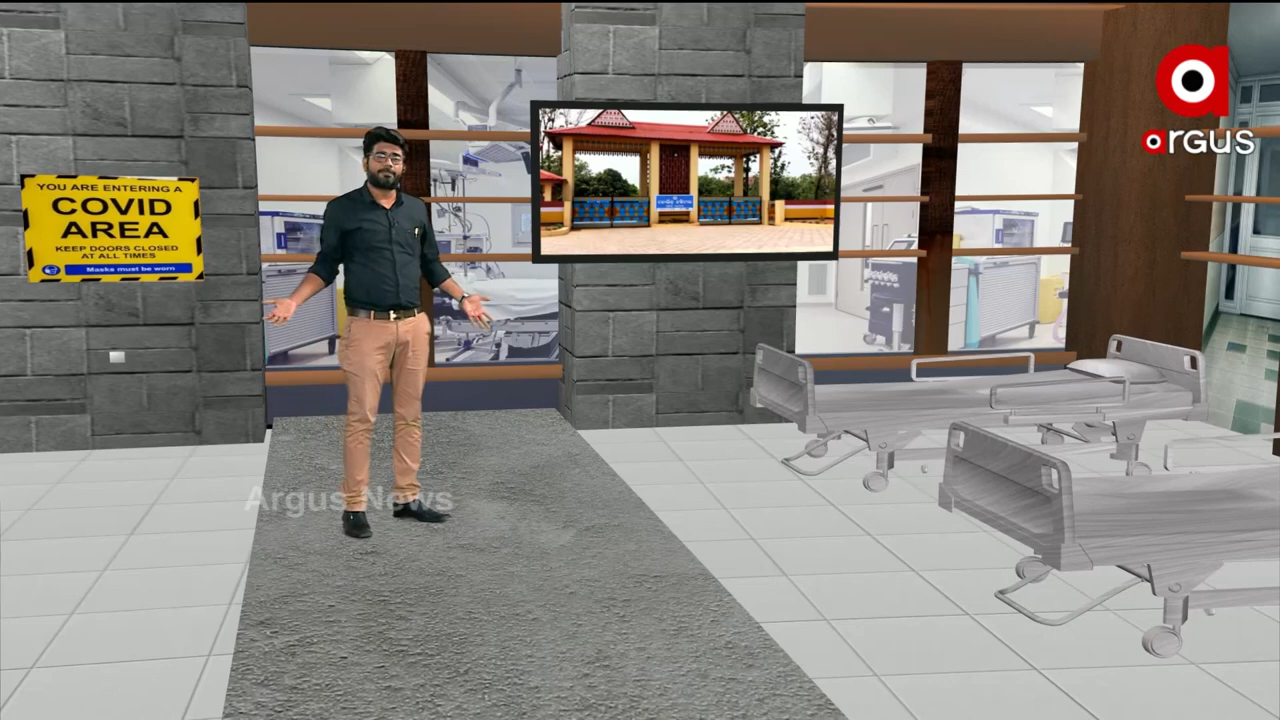 YOU ARE ENTERING A
COVID
AREA
KEEP DOORS CLOSED
AT ALL TIMES
Masks must be worn
argus
Argus News